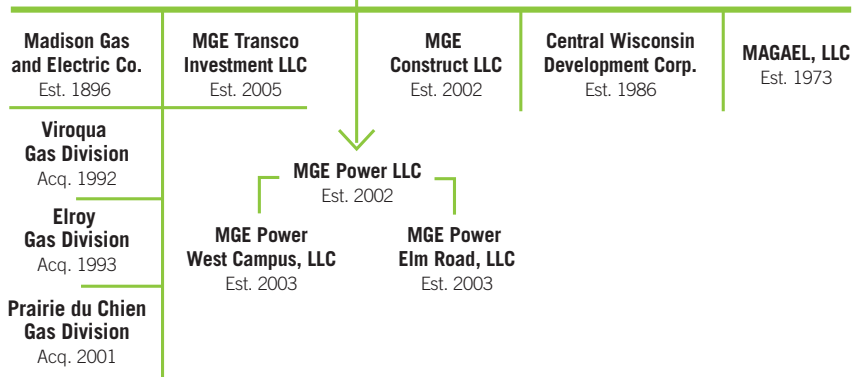 Madison Gas
and Electric Co.
Est. 1896
MGE Transco
Investment LLC
Est. 2005
MGE
Construct LLC
Est. 2002
Central Wisconsin
Development Corp.
Est. 1986
MAGAEL, LLC
Est. 1973
Viroqua
Gas Division
Acq. 1992
Elroy
Gas Division
Acq. 1993
Prairie du Chien
Gas Division
Acq. 2001
MGE Power LLC
Est. 2002
MGE Power
West Campus, LLC
Est. 2003
MGE Power
Elm Road, LLC
Est. 2003